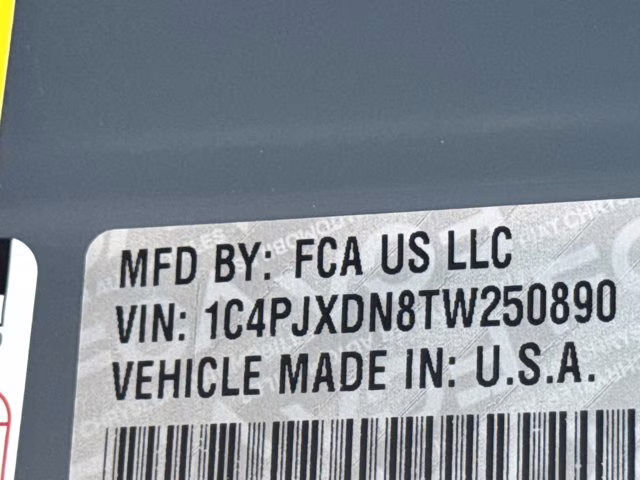 MFD BY: FCA US LLC
VIN: 1C4PJXDN8TW250890
VEHICLE MADE IN: U.S.A.